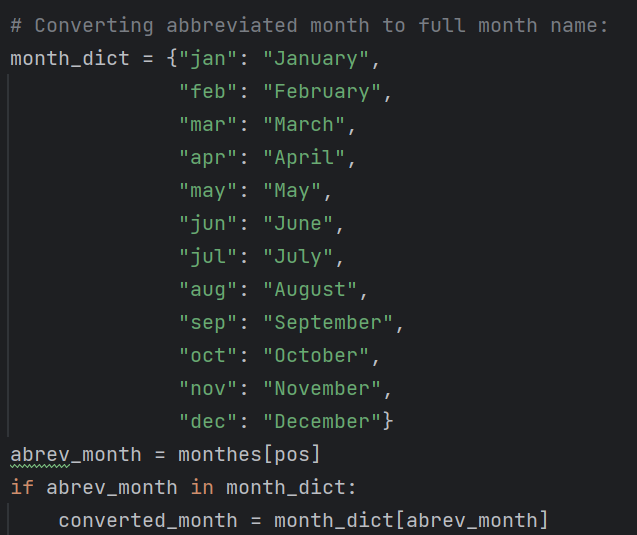 # Converting abbreviated month to full month name:
month_dict = {"jan": "January",
"feb": "February",
"mar": "March",
"apr": "April",
"may": "May",
"jun": "June",
"jul": "July",
"aug": "August",
"sep": "September",
"oct": "October",
"nov": "November",
"dec": "December"}
abrev_month = monthes[pos]
if abrev_month in month_dict:
converted_month = month_dict[abrev_month]